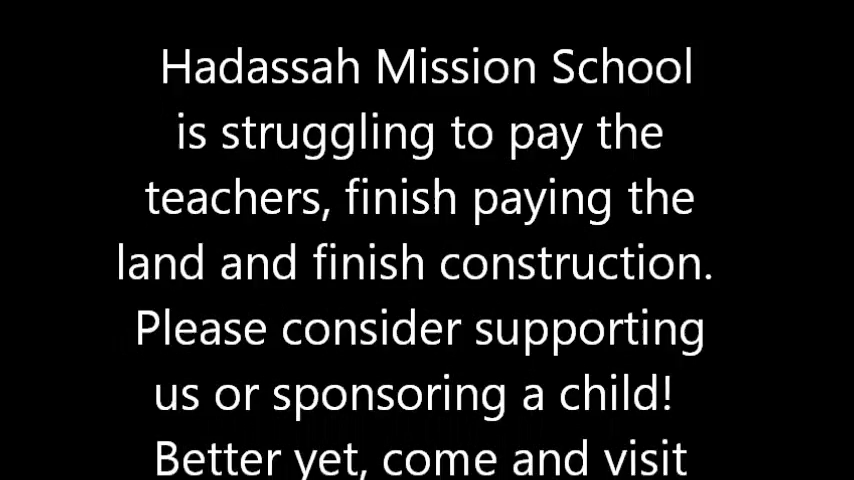 Hadassah Mission School
is struggling to pay the
teachers, finish paying the
land and finish construction.
Please consider supporting
us or sponsoring a child!
Better yet, come and visit